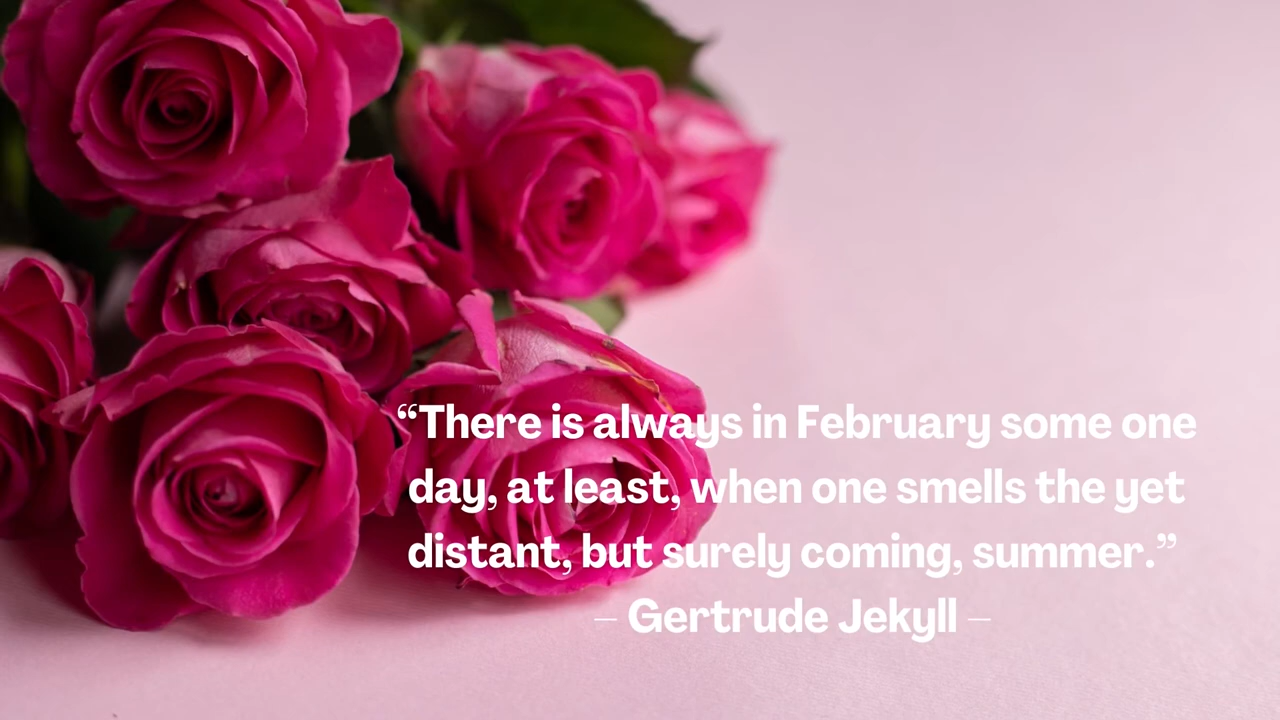 “There is always in February some one
day, at least, when one smells the yet
distant, but surely coming, summer.”
– Gertrude Jekyll –